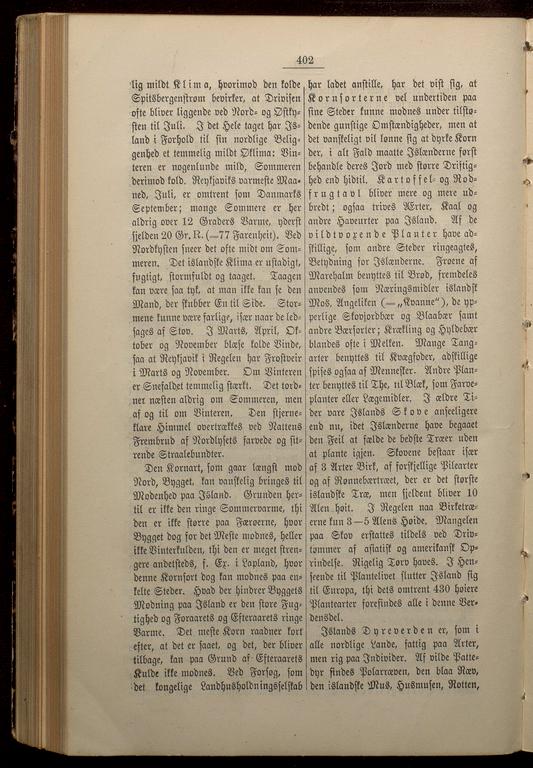 402
lig mildt Klima, hvorimod den kolde
Spitsbergenstrøm bevirker, at Drivisen
ofte bliver liggende ved Nord- og Østky-
sten til Juli. I det Hele taget har Is-
land i Forhold til sin nordlige Belig-
genhed et temmelig mildt Øklima: Vin-
teren er nogenlunde mild, Sommeren
derimod kold. Reykjaviks varmeste Maa-
ned, Juli, er omtrent som Danmarks
September; mange Sommere er her
aldrig over 12 Graders Varme, yderst
sjelden 20 Gr. R. (=77 Farenheit). Ved
Nordkysten sneer det ofte midt om Som-
meren. Det islandske Klima er ustadigt,
fugtigt, stormfuldt og taaget. Taagen
kan være saa tyk, at man ikke kan se den
Mand, der skubber En til Side. Stor-
mene kunne være farlige, især naar de led-
sages af Støv. I Marts, April, Ok-
tober og November blæse kolde Vinde,
saa at Reykjavik i Regelen har Frostveir
i Marts og November. Om Vinteren
er Snefaldet temmelig stærkt. Det tord-
ner næsten aldrig om Sommeren, men
af og til om Vinteren. Den stjerne-
klare Himmel overtrækkes ved Nattens
Frembrud af Nordlysets farvede og sit-
rende Straalebundter.
Den Kornart, som gaar længst mod
Nord, Bygget, kan vanskelig bringes til
Modenhed paa Island. Grunden her-
til er ikke den ringe Sommervarme, thi
den er ikke større paa Færøerne, hvor
Bygget dog for det Meste modnes, heller
ikke Vinterkulden, thi den er meget stren-
gere andetsteds, f. Ex. i Lapland, hvor
denne Kornsort dog kan modnes paa en-
kelte Steder. Hvad der hindrer Byggets
Modning paa Island er den store Fug-
tighed og Foraarets og Efteraarets ringe
Varme. Det meste Korn raadner kort
efter, at det er saaet, og det, der bliver
tilbage, kan paa Grund af Efteraarets
Kulde ikke modnes. Ved Forsøg, som
det kongelige Landhusholdningsselskab
har ladet anstille, har det vist sig, at
Kornsorterne vel undertiden paa
sine Steder kunne modnes under tilstø-
dende gunstige Omstændigheder, men at
det vanskeligt vil lønne sig at dyrke Korn
der, i alt Fald maatte Islænderne først
behandle deres Jord med større Driftig-
hed end hidtil. Kartoffel- og Rod-
frugtavl bliver mere og mere ud-
bredt; ogsaa trives Ærter, Kaal og
andre Haveurter paa Island. Af de
vildtvoxende Planter have ad-
skillige, som andre Steder ringeagtes,
Betydning for Islænderne. Frøene af
Marehalm benyttes til Brød, fremdeles
anvendes som Næringsmidler islandsk
Mos, Angeliken (= „Kvanne“), de yp-
perlige Skovjordbær og Blaabær samt
andre Bærsorter; Krækling og Hyldebær
blandes ofte i Melken. Mange Tang-
arter benyttes til Kvægfoder, adskillige
spises ogsaa af Mennesker. Andre Plan-
ter benyttes til The, til Blæk, som Farve-
planter eller Lægemidler. I ældre Ti-
der vare Islands Skove anseeligere
end nu, idet Islænderne have begaaet
den Feil at fælde de bedste Træer uden
at plante igjen. Skovene bestaar især
af 3 Arter Birk, af forskjellige Pilearter
og af Rønnebærtræet, der er det største
islandske Træ, men sjeldent bliver 10
Alen høit. I Regelen naa Birketræ-
erne kun 3—5 Alens Høide. Mangelen
paa Skov erstattes tildels ved Driv-
tømmer af asiatisk og amerikansk Op-
rindelse. Rigelig Torv haves. I Hen-
seende til Plantelivet slutter Island sig
til Europa, thi dets omtrent 430 høiere
Plantearter forefindes alle i denne Ver-
densdel.
Islands Dyreverden er, som i
alle nordlige Lande, fattig paa Arter,
men rig paa Individer. Af vilde Patte-
dyr findes Polarræven, den blaa Ræv,
den islandske Mus, Husmusen, Rotten,